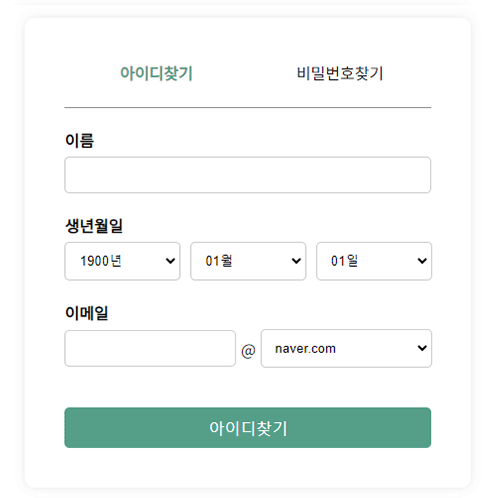 아이디찾기 비밀번호찾기
이름
생년월일
1900년 01월 01일
이메일
@ naver.com
아이디찾기